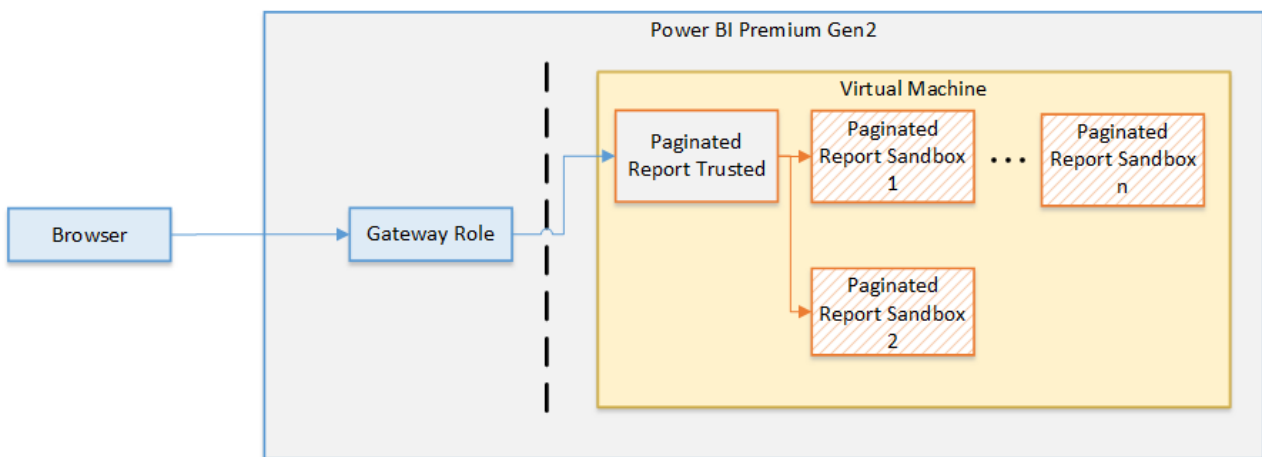 Power BI Premium Gen2
Virtual Machine
Browser
Gateway Role
Paginated
Report Trusted
Paginated
Report Sandbox
1
• • •
Paginated
Report Sandbox
n
Paginated
Report Sandbox
2